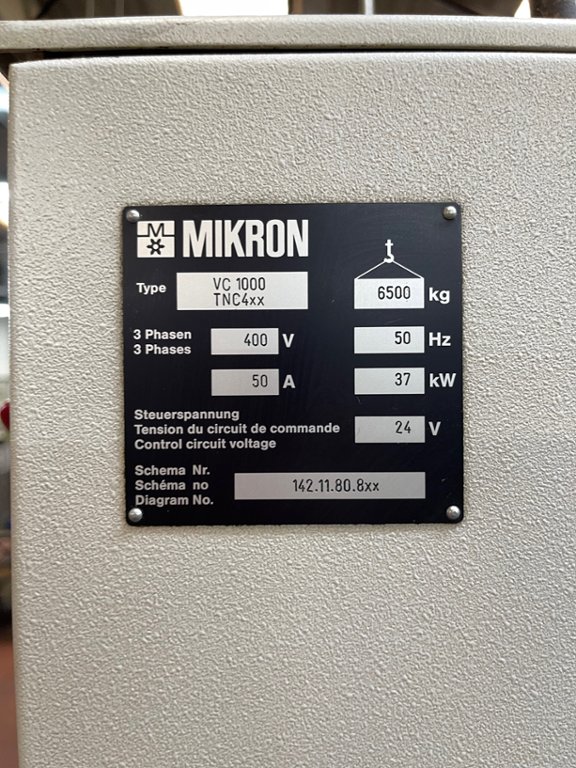 MIKRON
Type VC 1000
TNC4xx
6500 kg
3 Phasen
3 Phases
400 V
50 Hz
50 A
37 kW
Steuerspannung
Tension du circuit de commande
Control circuit voltage
24 V
Schema Nr.
Schéma no
Diagram No.
142.11.80.8xx